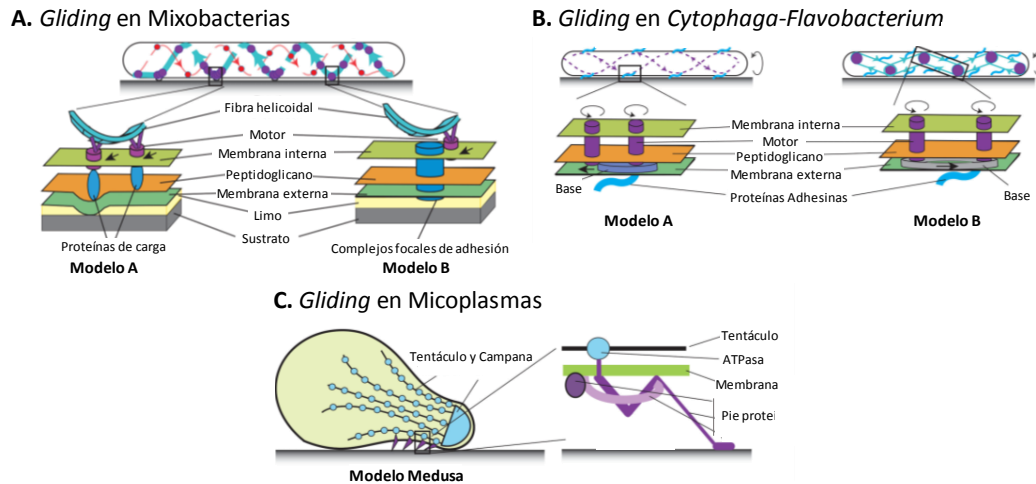 A. Gliding en Mixobacterias
Fibra helicoidal
Motor
Membrana interna
Peptidoglicano
Membrana externa
Limo
Sustrato
Proteínas de carga
Modelo A
Complejos focales de adhesión
Modelo B
B. Gliding en Cytophaga-Flavobacterium
Membrana interna
Motor
Peptidoglicano
Membrana externa
Base
Proteínas Adhesinas
Base
Modelo A
Modelo B
C. Gliding en Micoplasmas
Tentáculo y Campana
Modelo Medusa
Tentáculo
ATPasa
Membrana
Pie protei